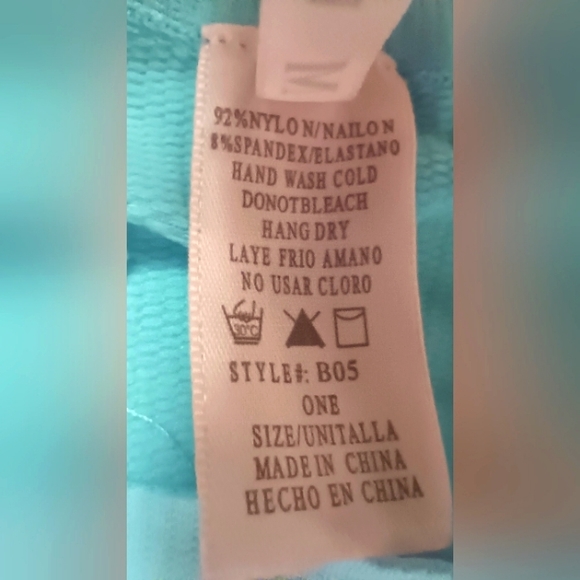 M
92%NYLON/NAILON
8%SPANDEX/ELASTANO
HAND WASH COLD
DONOTBLEACH
HANG DRY
LAYE FRIO AMANO
NO USAR CLORO
30°C
STYLE#: B05
ONE
SIZE/UNITALLA
MADE IN CHINA
HECHO EN CHINA